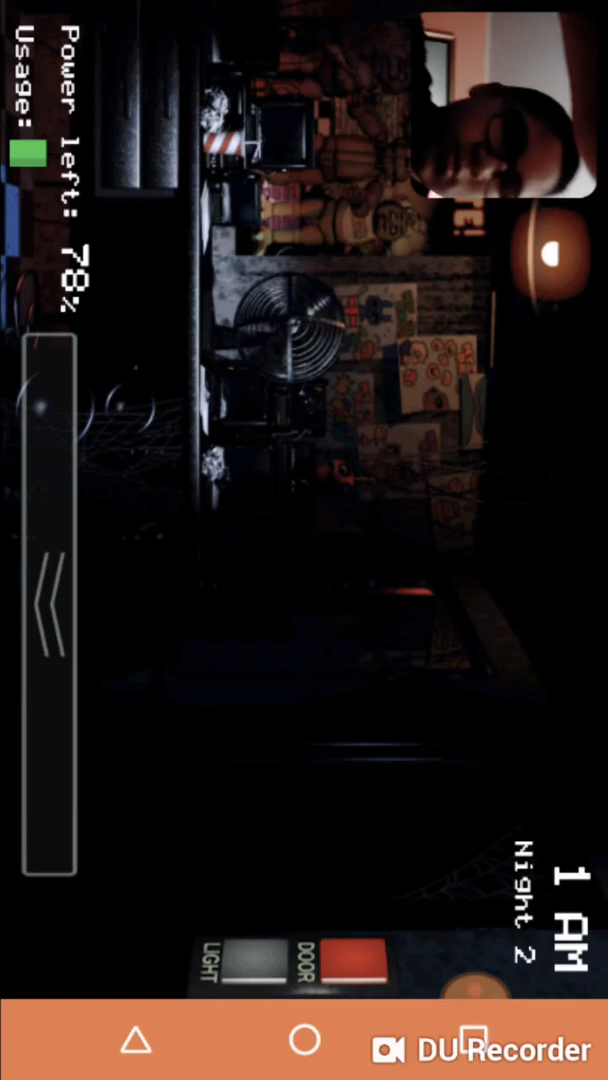 1 AM
Night 2
DOOR
LIGHT
Power left: 78%
Usage:
DU Recorder